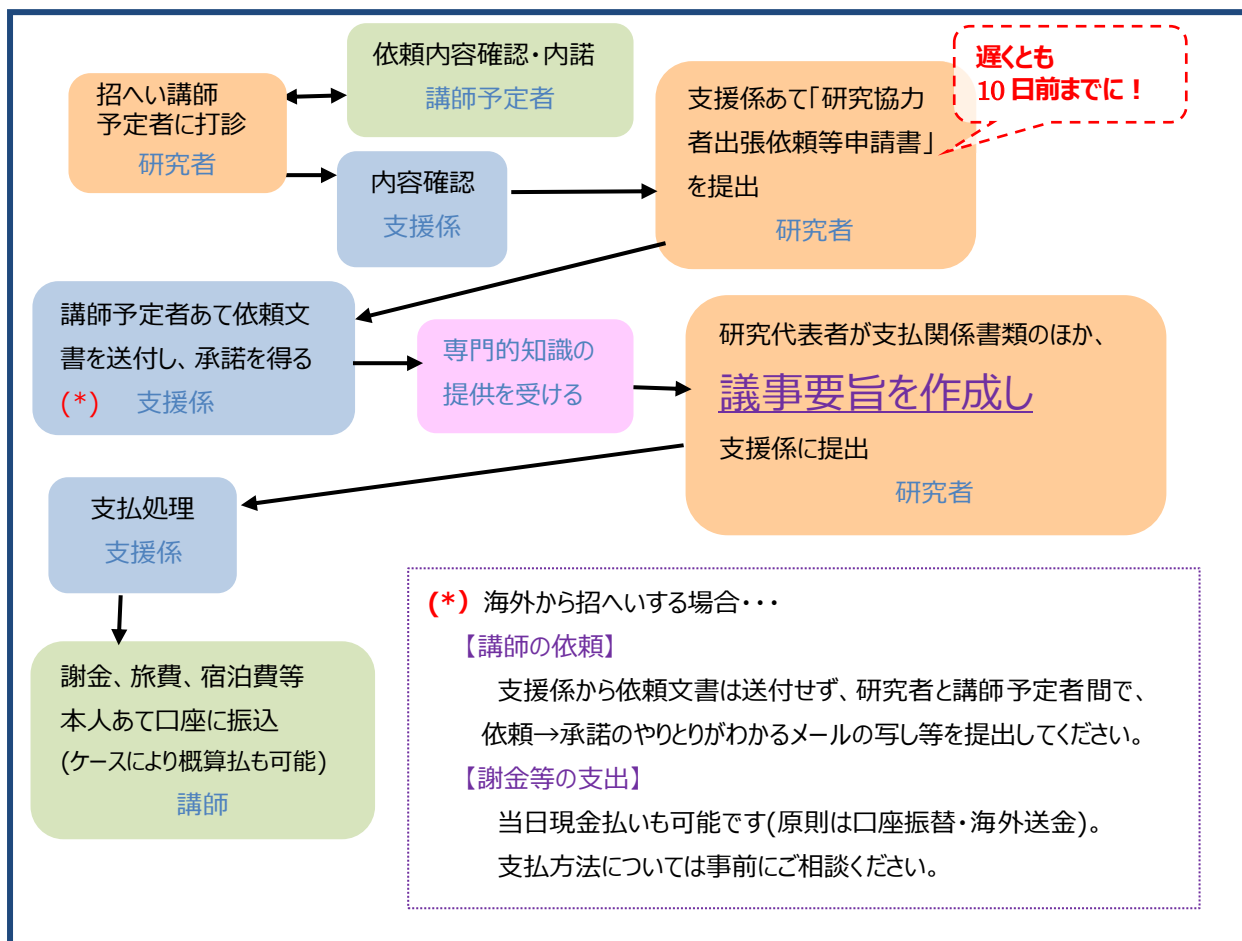 招へい講師
予定者に打診
研究者
依頼内容確認・内諾
講師予定者
内容確認
支援係
支援係あて「研究協力
者出張依頼等申請書」
を提出
研究者
遅くとも
10 日前までに!
講師予定者あて依頼文
書を送付し、承諾を得る
(*) 支援係
専門的知識の
提供を受ける
研究代表者が支払関係書類のほか、
議事要旨を作成し
支援係に提出
研究者
支払処理
支援係
謝金、旅費、宿泊費等
本人あて口座に振込
(ケースにより概算払も可能)
講師
(*) 海外から招へいする場合・・・
【講師の依頼】
支援係から依頼文書は送付せず、研究者と講師予定者間で、
依頼→承諾のやりとりがわかるメールの写し等を提出してください。
【謝金等の支出】
当日現金払いも可能です(原則は口座振替・海外送金)。
支払方法については事前にご相談ください。